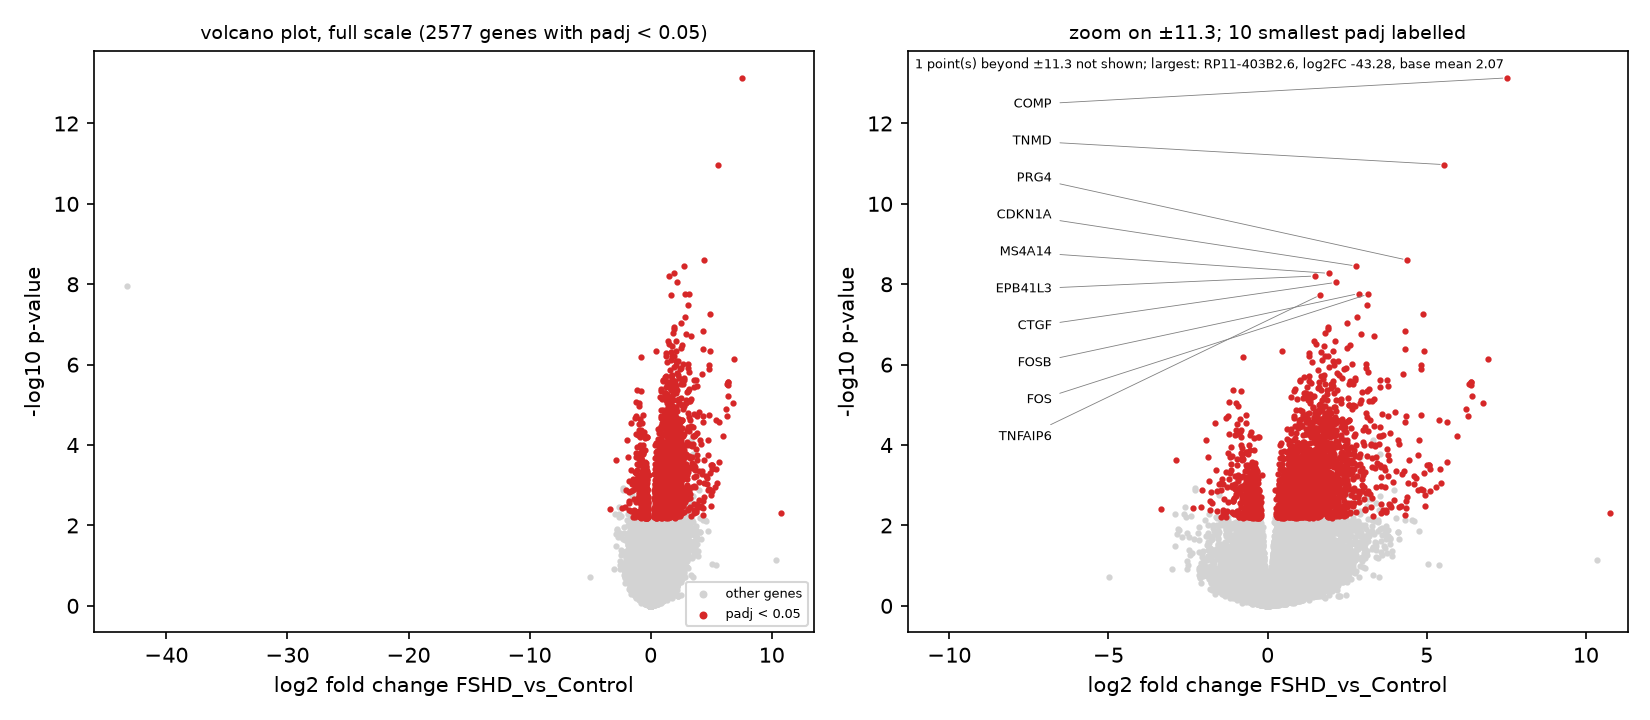 volcano plot, full scale (2577 genes with padj < 0.05)
-log10 p-value
12
10
8
6
4
2
0
−40
−30
−20
−10
0
10
log2 fold change FSHD_vs_Control
other genes
padj < 0.05
zoom on ±11.3; 10 smallest padj labelled
1 point(s) beyond ±11.3 not shown; largest: RP11-403B2.6, log2FC -43.28, base mean 2.07
COMP
TNMD
PRG4
CDKN1A
MS4A14
EPB41L3
CTGF
FOSB
FOS
TNFAIP6
-log10 p-value
12
10
8
6
4
2
0
−10
−5
0
5
10
log2 fold change FSHD_vs_Control